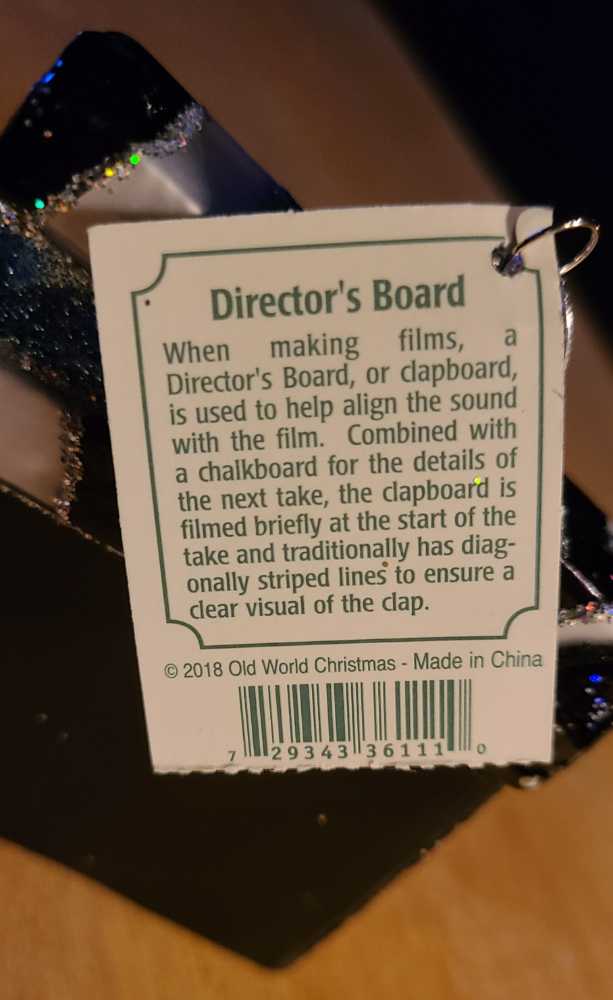 Director's Board
When making films, a
Director's Board, or clapboard,
is used to help align the sound
with the film. Combined with
a chalkboard for the details of
the next take, the clapboard is
filmed briefly at the start of the
take and traditionally has diag-
onally striped lines to ensure a
clear visual of the clap.
© 2018 Old World Christmas - Made in China
7 29343 36111 0